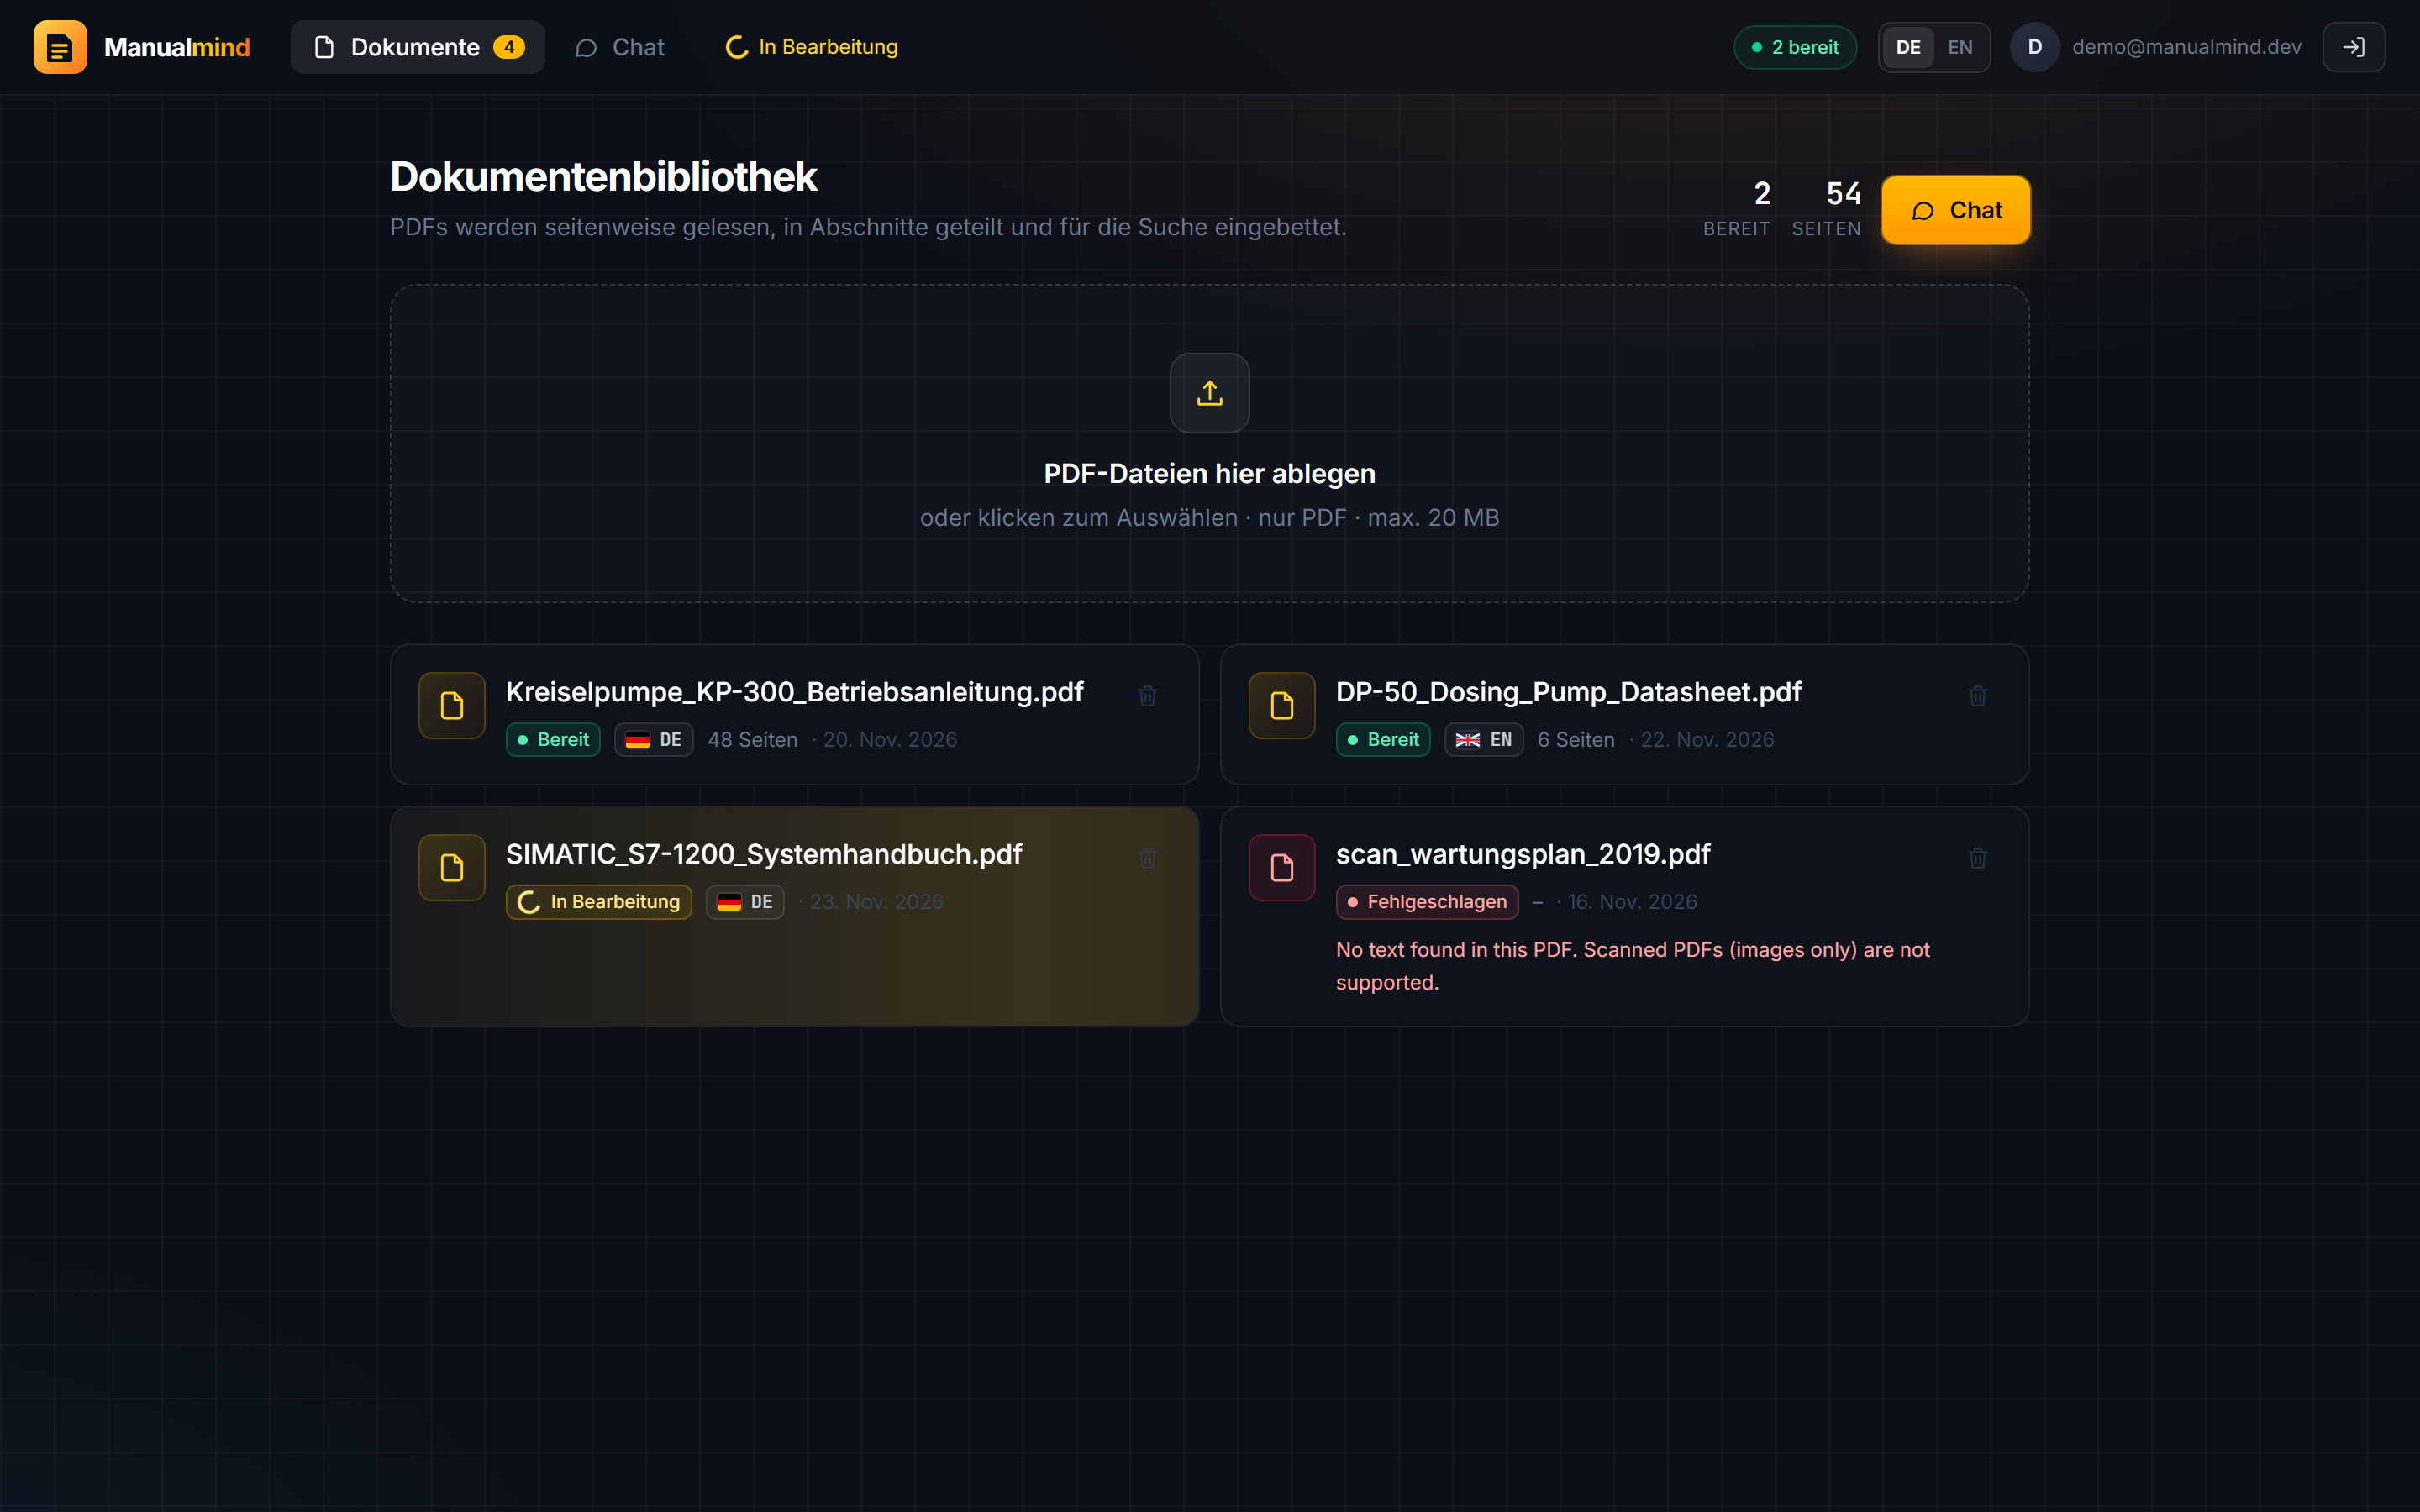 Manualmind
Dokumente 4
Chat
In Bearbeitung
2 bereit
DE EN
D demo@manualmind.dev
Dokumentenbibliothek
PDFs werden seitenweise gelesen, in Abschnitte geteilt und für die Suche eingebettet.
2 BEREIT
54 SEITEN
Chat
PDF-Dateien hier ablegen
oder klicken zum Auswählen · nur PDF · max. 20 MB
Kreiselpumpe_KP-300_Betriebsanleitung.pdf
Bereit DE 48 Seiten · 20. Nov. 2026
DP-50_Dosing_Pump_Datasheet.pdf
Bereit EN 6 Seiten · 22. Nov. 2026
SIMATIC_S7-1200_Systemhandbuch.pdf
In Bearbeitung DE · 23. Nov. 2026
scan_wartungsplan_2019.pdf
Fehlgeschlagen – · 16. Nov. 2026
No text found in this PDF. Scanned PDFs (images only) are not
supported.